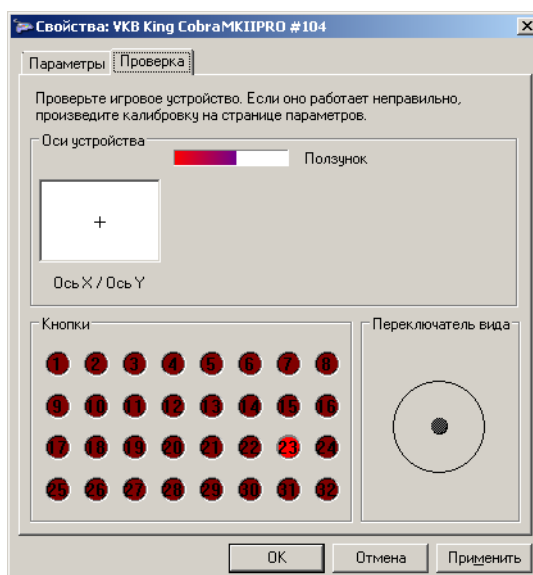 Свойства: VKB King CobraMKIIPRO #104
Параметры Проверка
Проверьте игровое устройство. Если оно работает неправильно,
произведите калибровку на странице параметров.
Оси устройства
Ползунок
Ось X / Ось Y
Кнопки
Переключатель вида
1 2 3 4 5 6 7 8
9 10 11 12 13 14 15 16
17 18 19 20 21 22 23 24
25 26 27 28 29 30 31 32
OK Отмена Применить